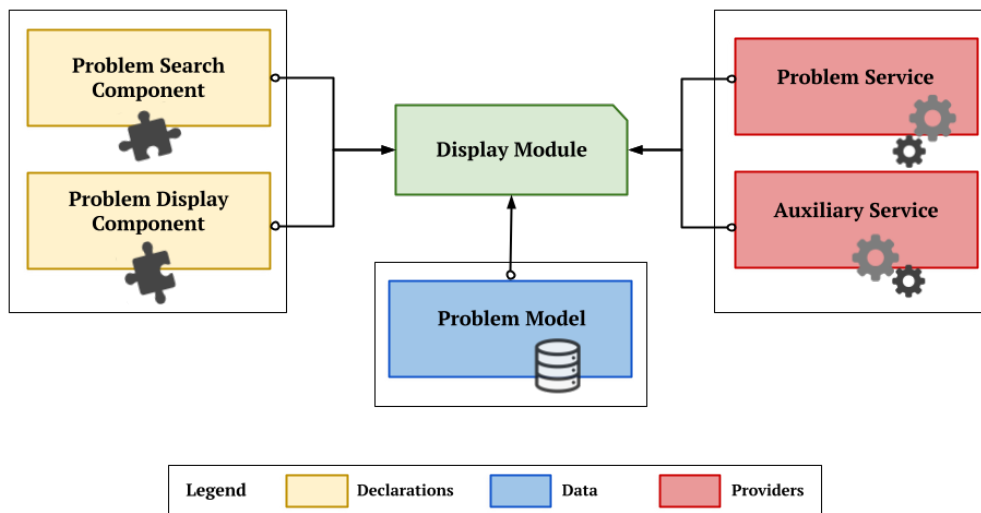 Problem Search
Component
Problem Display
Component
Display Module
Problem Model
Problem Service
Auxiliary Service
Legend
Declarations
Data
Providers